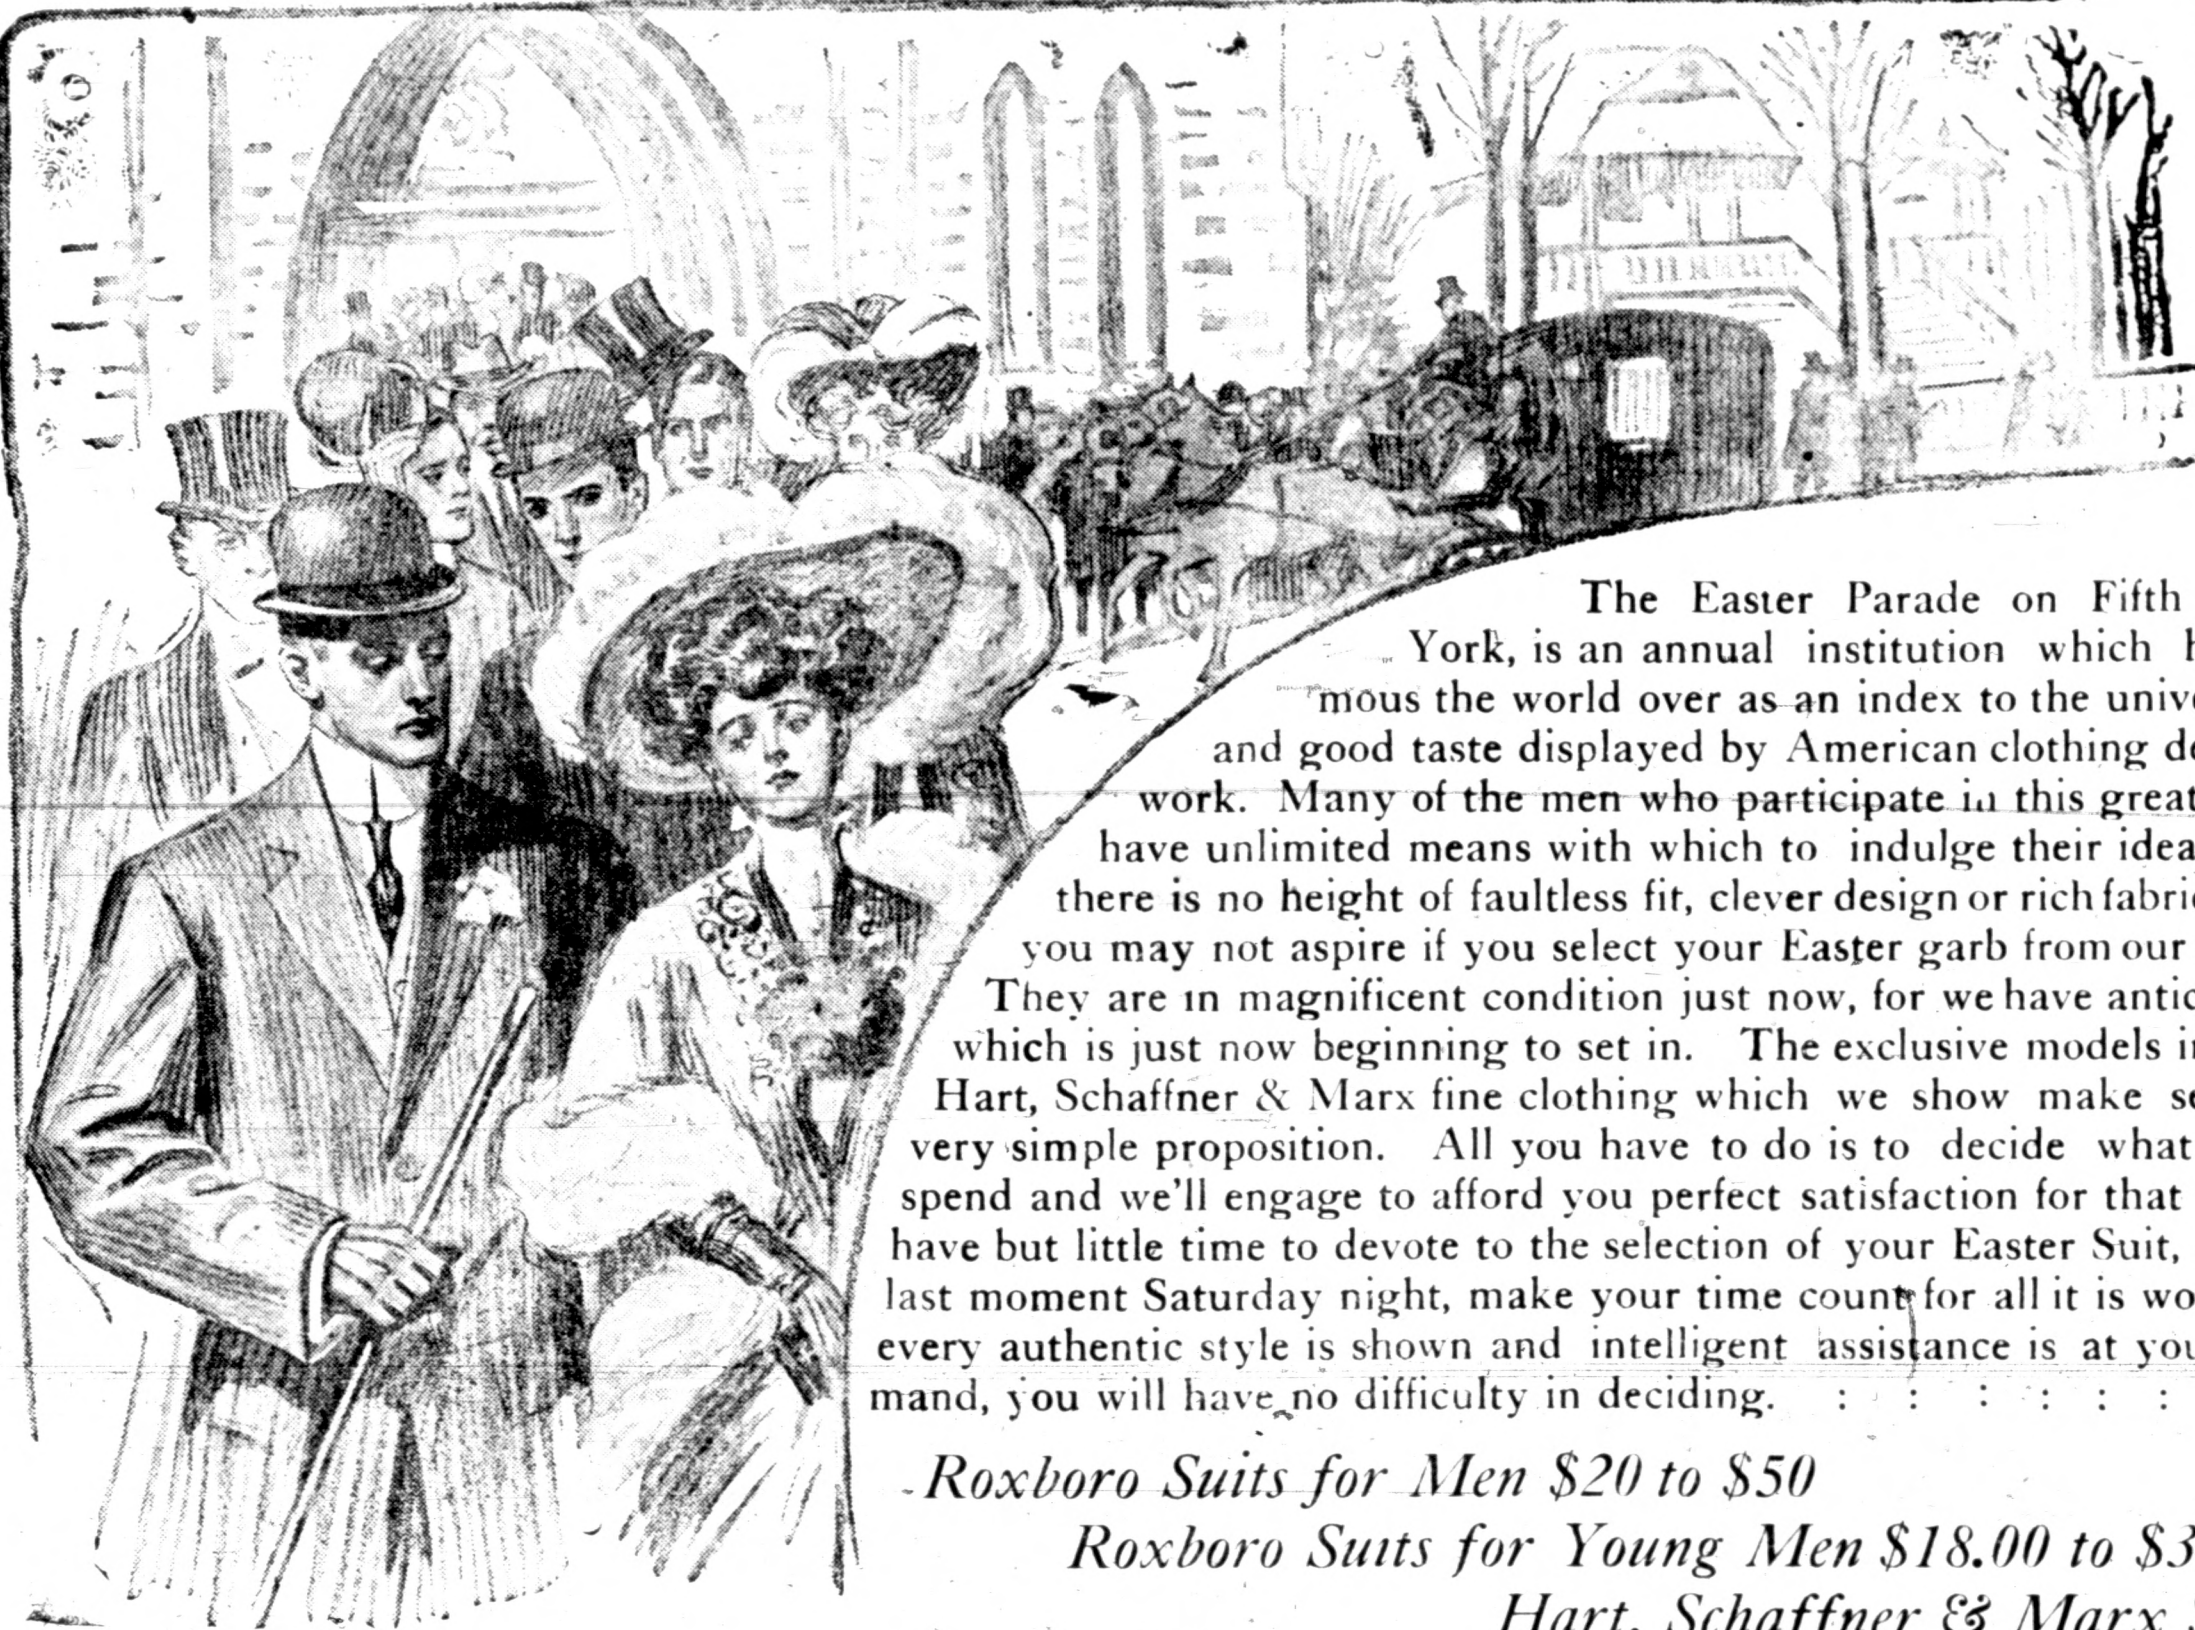 The Easter Parade on Fifth
York, is an annual institution which
mous the world over as an index to the
and good taste displayed by American clothing
work. Many of the men who participate in this great
have unlimited means with which to indulge their
there is no height of faultless fit, clever design or rich
you may not aspire if you select your Easter garb from our
They are in magnificent condition just now, for we have
which is just now beginning to set in. The exclusive models
Hart, Schaffner & Marx fine clothing which we show make
very simple proposition. All you have to do is to decide what
spend and we'll engage to afford you perfect satisfaction for that
have but little time to devote to the selection of your Easter Suit,
last moment Saturday night, make your time count for all it is
every authentic style is shown and intelligent assistance is at
mand, you will have no difficulty in deciding. : : : : : :
Roxboro Suits for Men $20 to $50
Roxboro Suits for Young Men $18.00 to $3
Hart, Schaffner & Marx